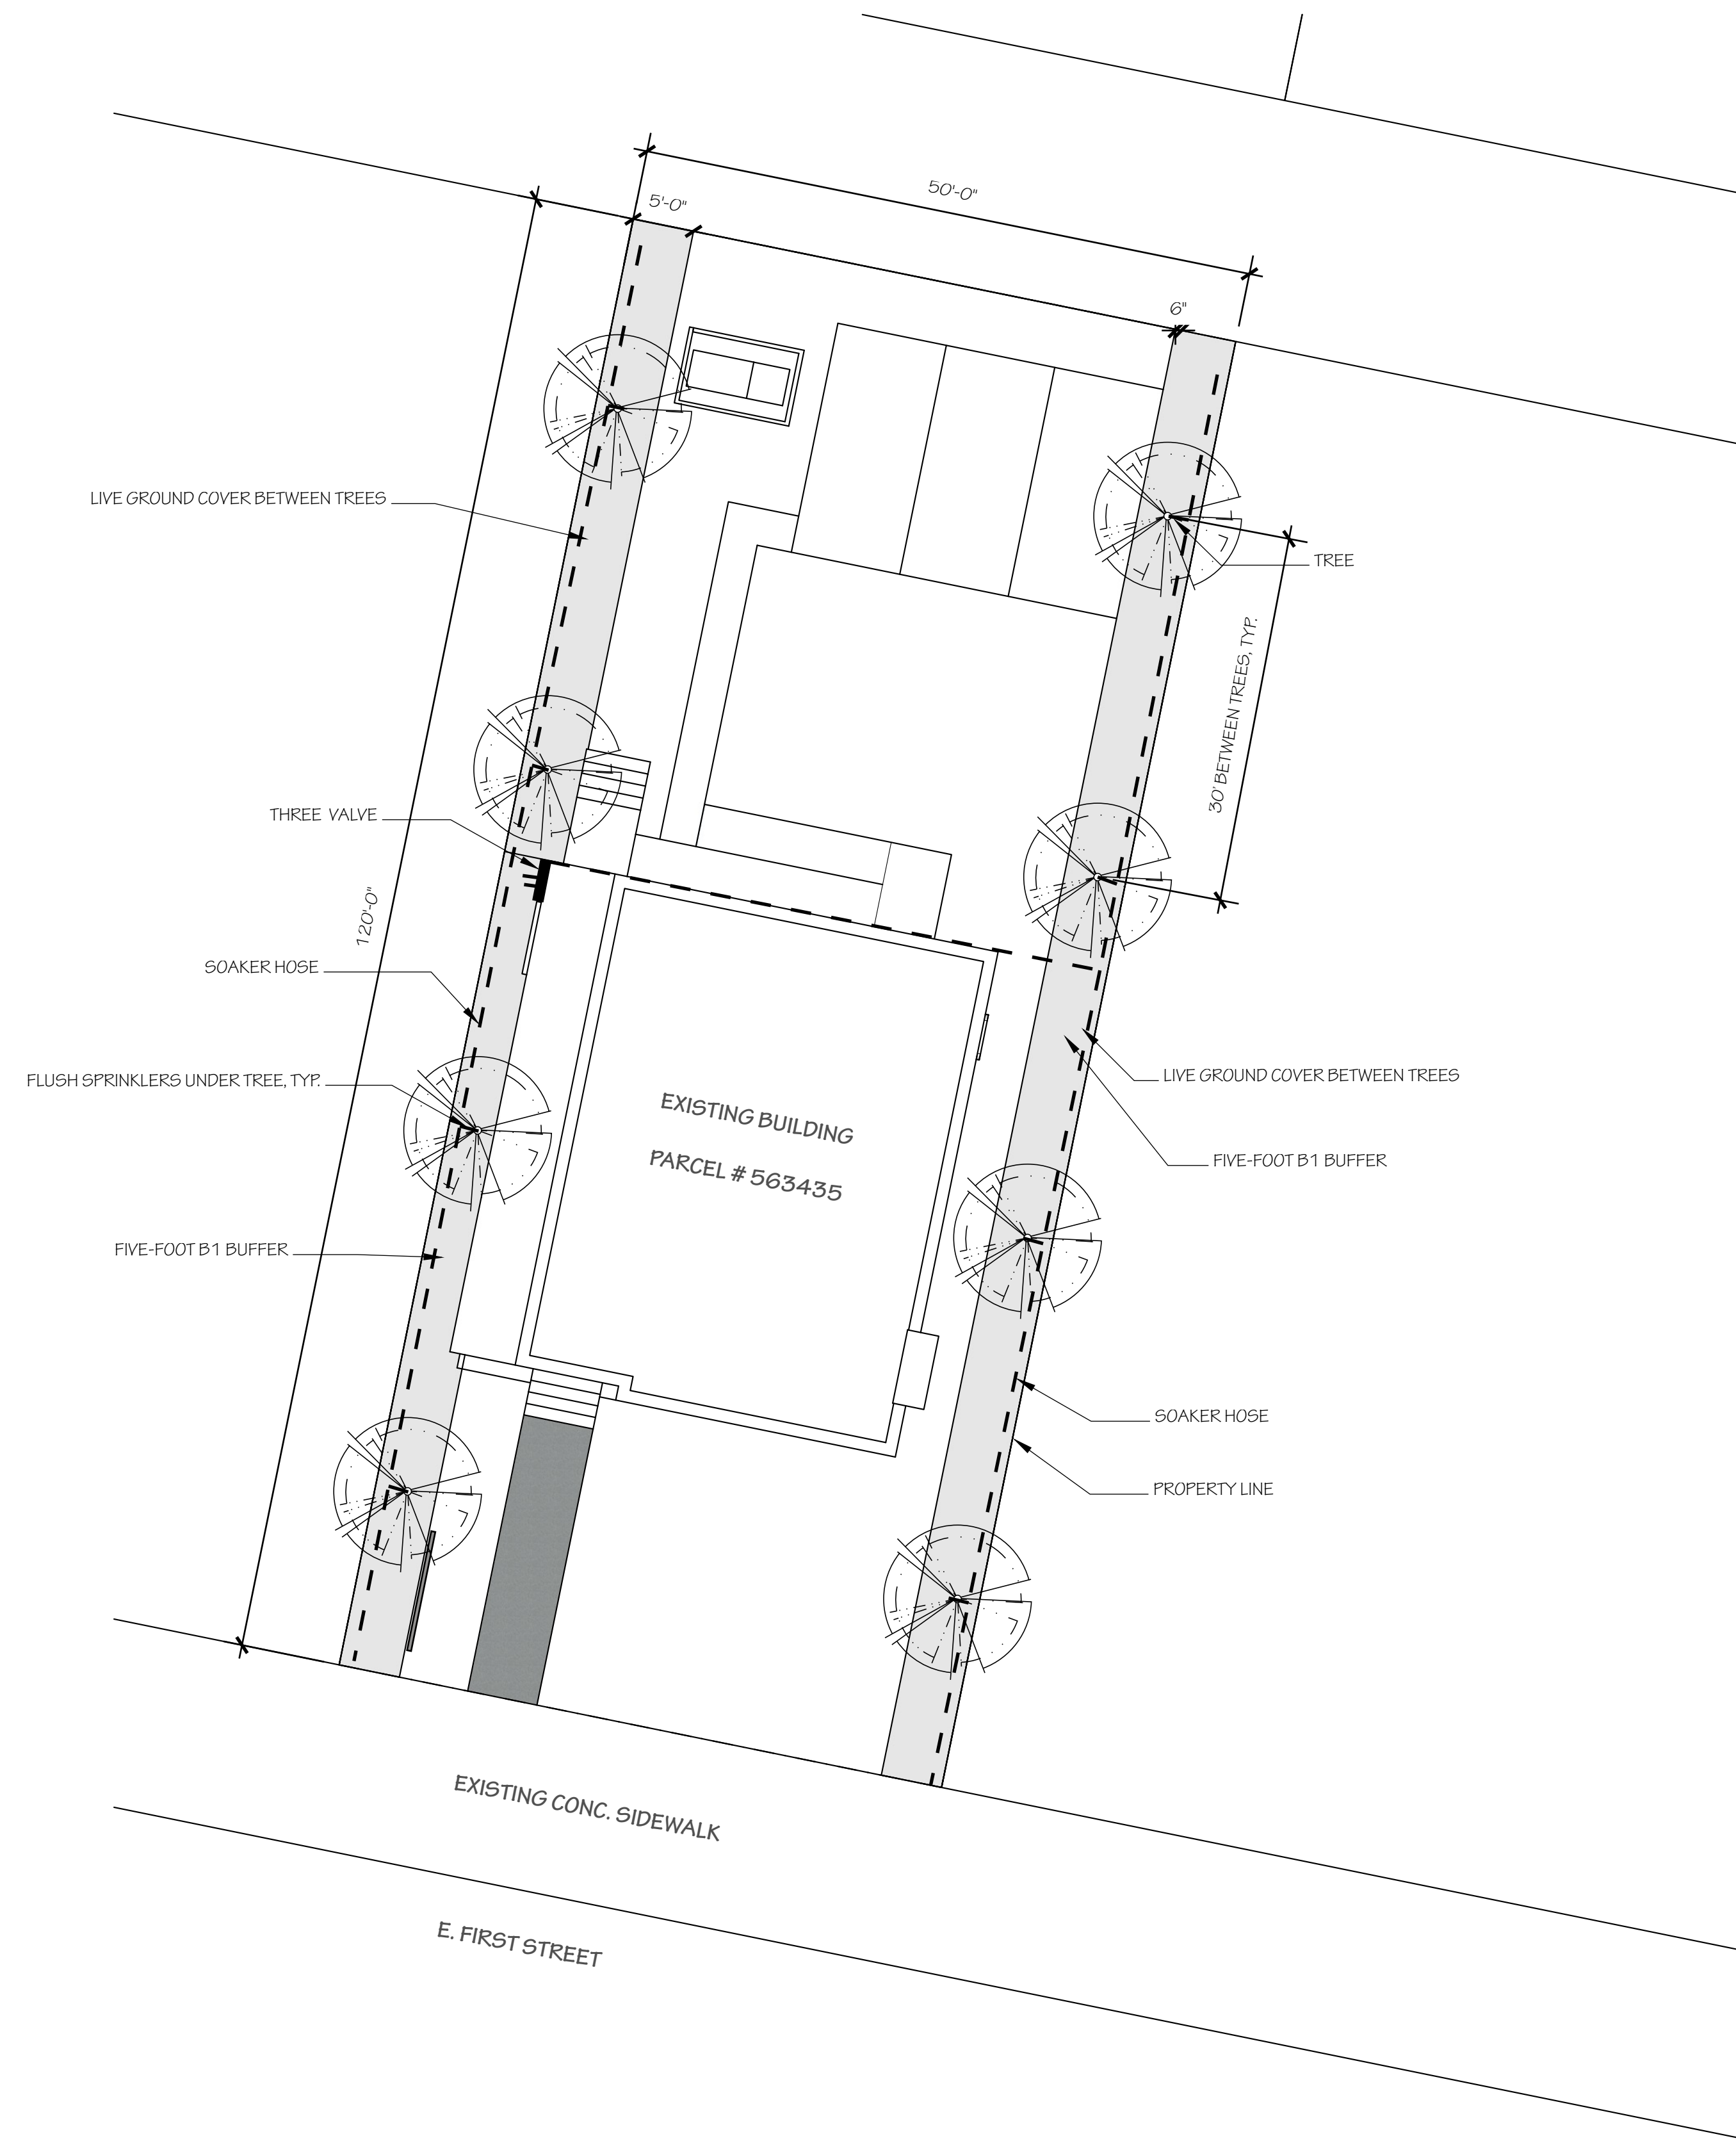 50'-0"
5'-0"
6"
LIVE GROUND COVER BETWEEN TREES
TREE
30' BETWEEN TREES, TYP.
THREE VALVE
120'-0"
SOAKER HOSE
FLUSH SPRINKLERS UNDER TREE, TYP.
LIVE GROUND COVER BETWEEN TREES
EXISTING BUILDING
PARCEL # 563435
FIVE-FOOT B1 BUFFER
FIVE-FOOT B1 BUFFER
SOAKER HOSE
PROPERTY LINE
EXISTING CONC. SIDEWALK
E. FIRST STREET